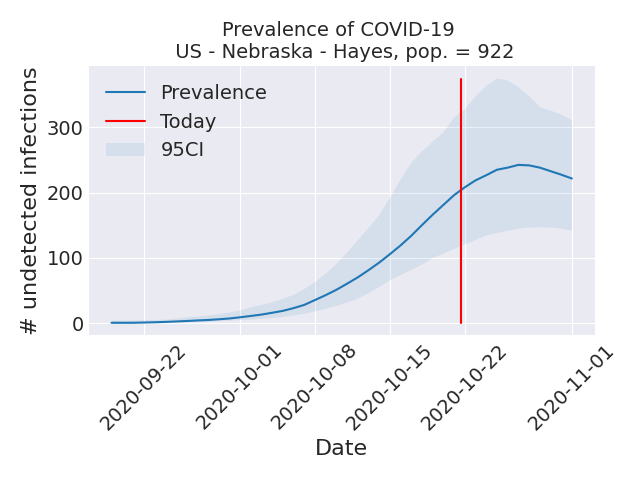 Prevalence of COVID-19
US - Nebraska - Hayes, pop. = 922
Prevalence
Today
95CI
# undetected infections
300
200
100
0
2020-09-22
2020-10-01
2020-10-08
2020-10-15
2020-10-22
2020-11-01
Date